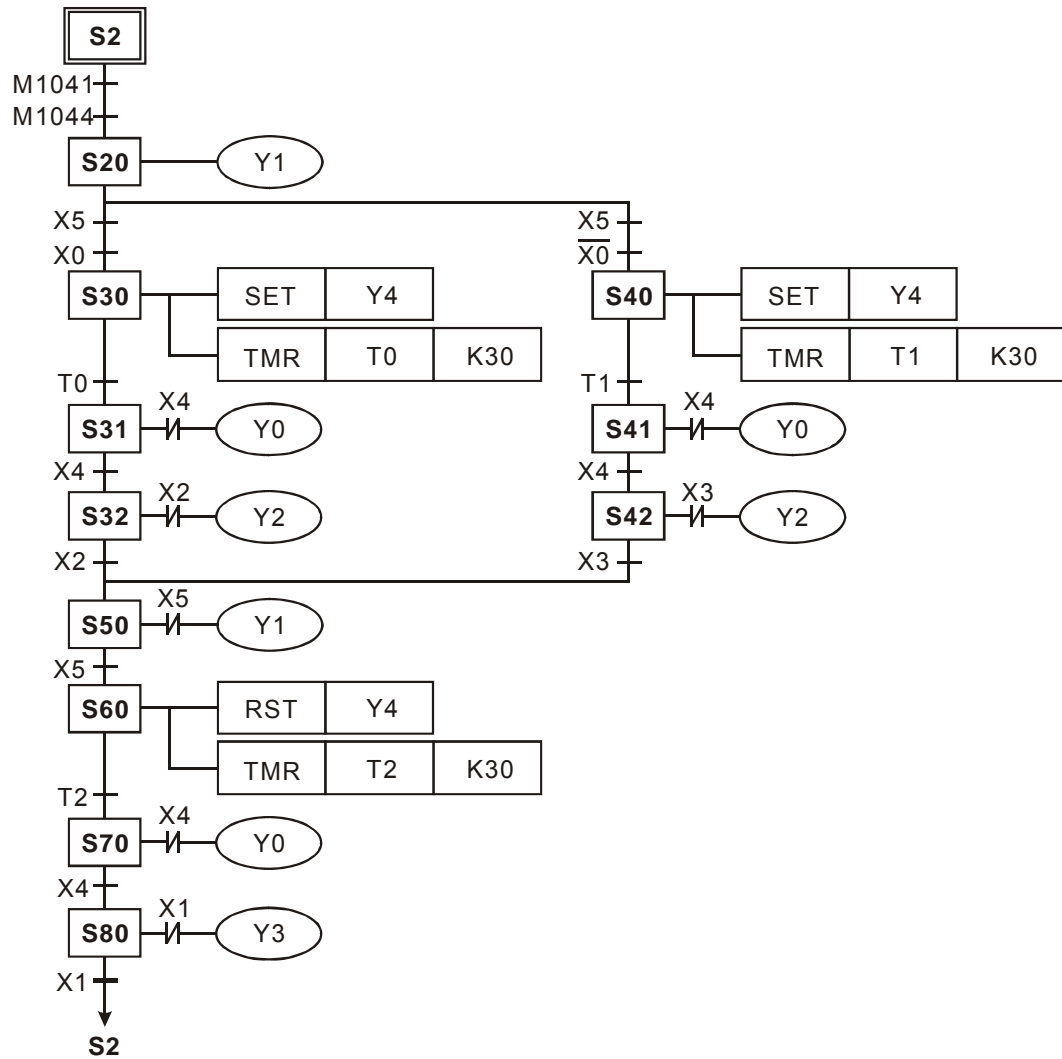 S2
M1041
M1044
S20 Y1
X5 X5
X0 X0
S30 SET Y4 S40 SET Y4
TMR T0 K30 TMR T1 K30
T0 T1
X4 X4
S31 Y0 S41 Y0
X4 X4
X2 X3
S32 Y2 S42 Y2
X2 X3
X5
S50 Y1
X5
S60 RST Y4
TMR T2 K30
T2
X4
S70 Y0
X4
X1
S80 Y3
X1
S2